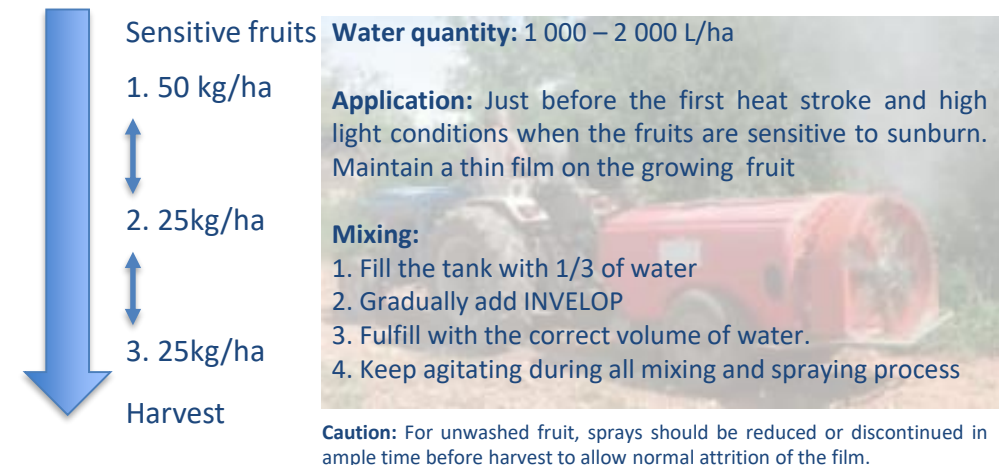 Sensitive fruits
1. 50 kg/ha
2. 25kg/ha
3. 25kg/ha
Harvest
Water quantity: 1 000 – 2 000 L/ha
Application: Just before the first heat stroke and high
light conditions when the fruits are sensitive to sunburn.
Maintain a thin film on the growing fruit
Mixing:
1. Fill the tank with 1/3 of water
2. Gradually add INVELOP
3. Fulfill with the correct volume of water.
4. Keep agitating during all mixing and spraying process
Caution: For unwashed fruit, sprays should be reduced or discontinued in
ample time before harvest to allow normal attrition of the film.